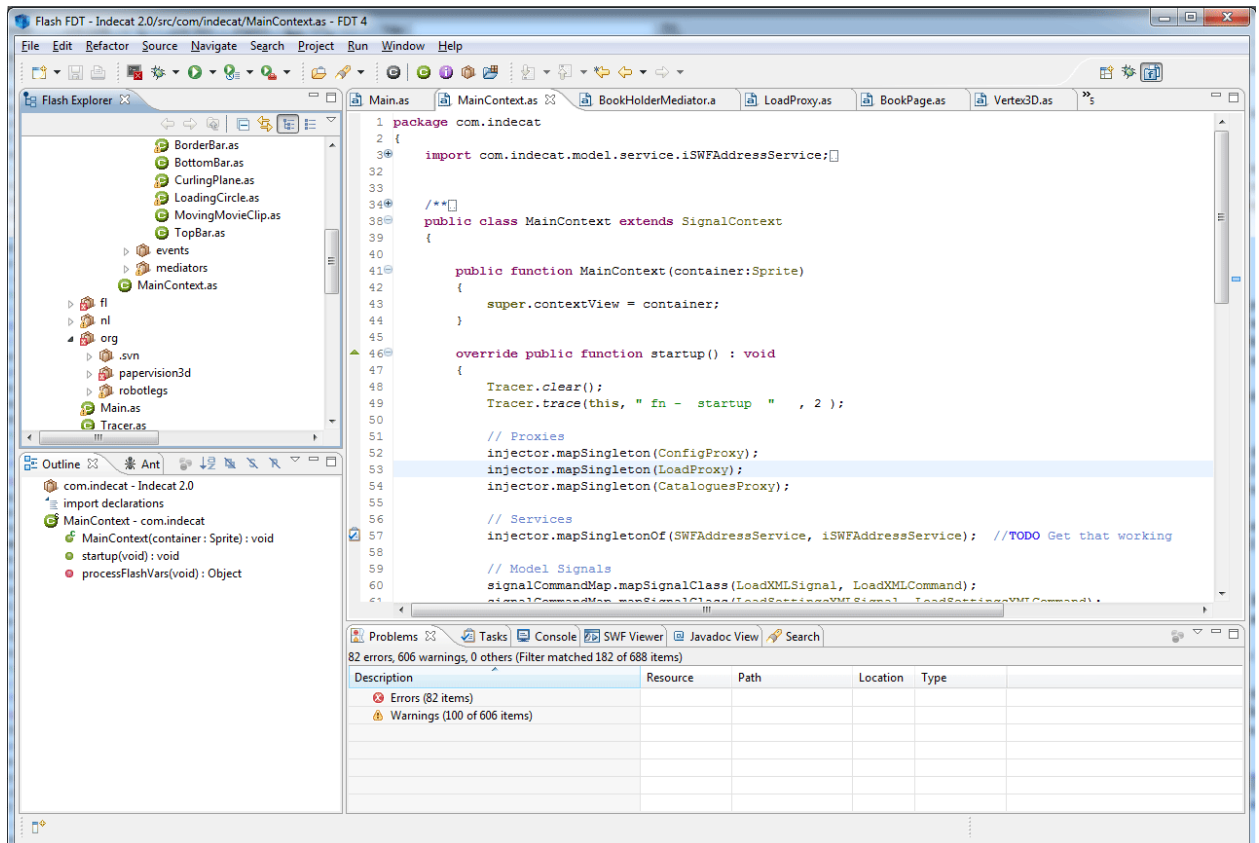 Flash FDT - Indecat 2.0/src/com/indecat/MainContext.as - FDT 4
File Edit Refactor Source Navigate Search Project Run Window Help
Flash Explorer
BorderBar.as
BottomBar.as
CurlingPlane.as
LoadingCircle.as
MovingMovieClip.as
TopBar.as
events
mediators
MainContext.as
fl
nl
org
.svn
papervision3d
robotlegs
Main.as
Tracer.as
Outline Ant
com.indecat - Indecat 2.0
import declarations
MainContext - com.indecat
MainContext(container : Sprite) : void
startup(void) : void
processFlashVars(void) : Object
Main.as MainContext.as BookHolderMediator.a LoadProxy.as BookPage.as Vertex3D.as »5
1 package com.indecat
2 {
3 import com.indecat.model.service.iSWFAddressService;
32
33
34 /**
38 public class MainContext extends SignalContext
39 {
40
41 public function MainContext(container:Sprite)
42 {
43 super.contextView = container;
44 }
45
46 override public function startup() : void
47 {
48 Tracer.clear();
49 Tracer.trace(this, " fn - startup " , 2 );
50
51 // Proxies
52 injector.mapSingleton(ConfigProxy);
53 injector.mapSingleton(LoadProxy);
54 injector.mapSingleton(CataloguesProxy);
55
56 // Services
57 injector.mapSingletonOf(SWFAddressService, iSWFAddressService); //TODO Get that working
58
59 // Model Signals
60 signalCommandMap.mapSignalClass(LoadXMLSignal, LoadXMLCommand);
61 signalCommandMap.mapSignalClass(LoadSettingsXMLSignal, LoadSettingsXMLCommand);
Problems Tasks Console SWF Viewer Javadoc View Search
82 errors, 606 warnings, 0 others (Filter matched 182 of 688 items)
Description Resource Path Location Type
Errors (82 items)
Warnings (100 of 606 items)